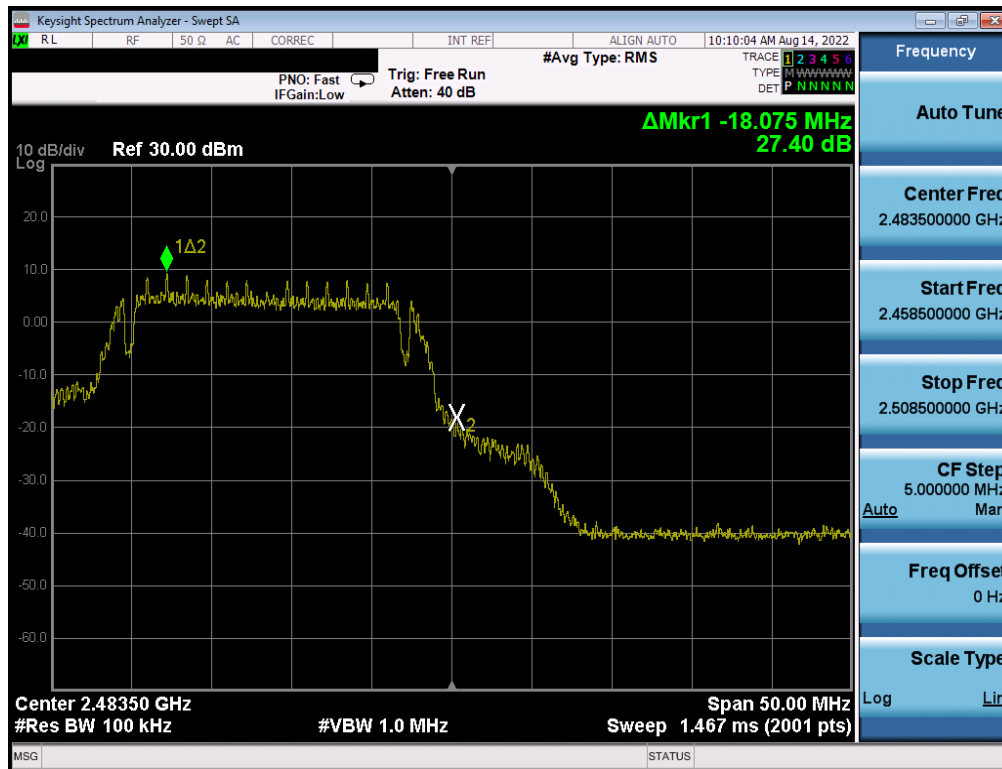 Keysight Spectrum Analyzer - Swept SA
LXI RL RF 50 Ω AC CORREC INT REF ALIGN AUTO 10:10:04 AM Aug 14, 2022
#Avg Type: RMS TRACE 1 2 3 4 5 6
PNO: Fast Trig: Free Run TYPE M W W W W W
IFGain:Low Atten: 40 dB DET P N N N N N
ΔMkr1 -18.075 MHz
27.40 dB
10 dB/div Ref 30.00 dBm
Log
20.0
1Δ2
10.0
0.00
-10.0
X2
-20.0
-30.0
-40.0
-50.0
-60.0
Center 2.48350 GHz Span 50.00 MHz
#Res BW 100 kHz #VBW 1.0 MHz Sweep 1.467 ms (2001 pts)
MSG STATUS
Frequency
Auto Tune
Center Freq
2.483500000 GHz
Start Freq
2.458500000 GHz
Stop Freq
2.508500000 GHz
CF Step
5.000000 MHz
Auto Man
Freq Offset
0 Hz
Scale Type
Log Lin